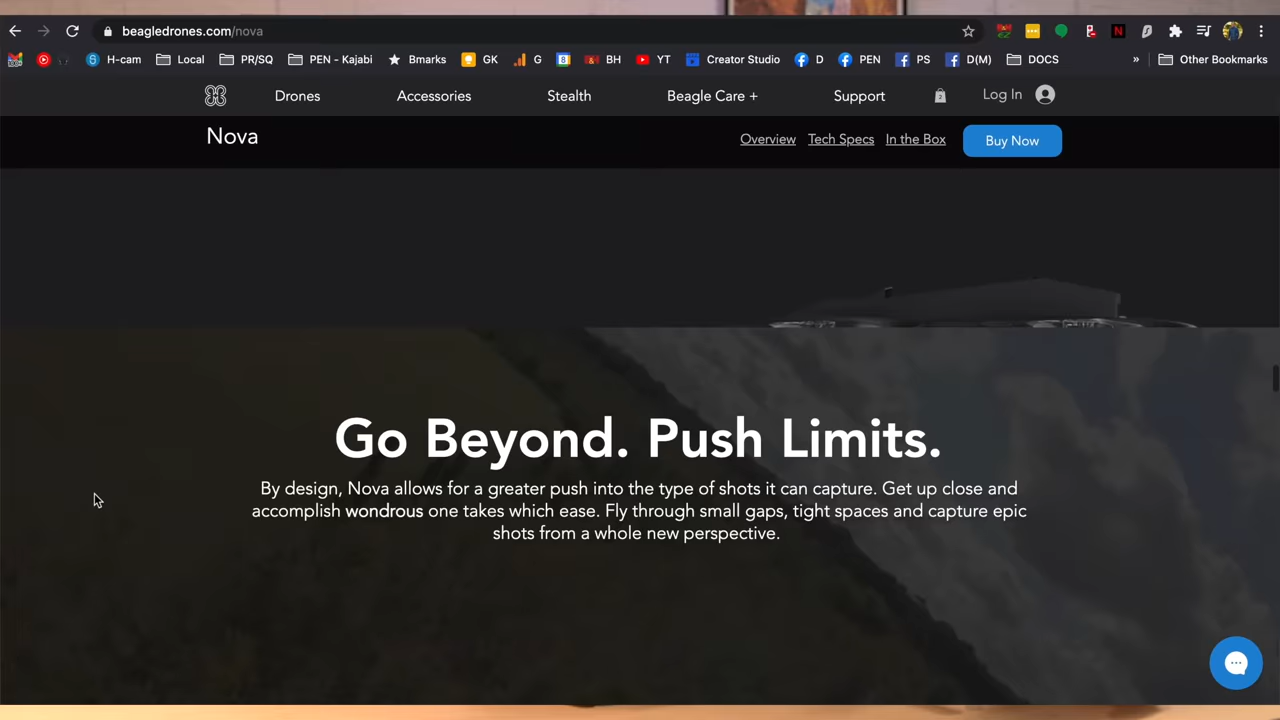 beagledrones.com/nova
H-cam Local PR/SQ PEN - Kajabi Bmarks GK G BH YT Creator Studio D PEN PS D(M) DOCS » Other Bookmarks
Drones Accessories Stealth Beagle Care + Support Log In
Nova Overview Tech Specs In the Box Buy Now
Go Beyond. Push Limits.
By design, Nova allows for a greater push into the type of shots it can capture. Get up close and
accomplish wondrous one takes which ease. Fly through small gaps, tight spaces and capture epic
shots from a whole new perspective.